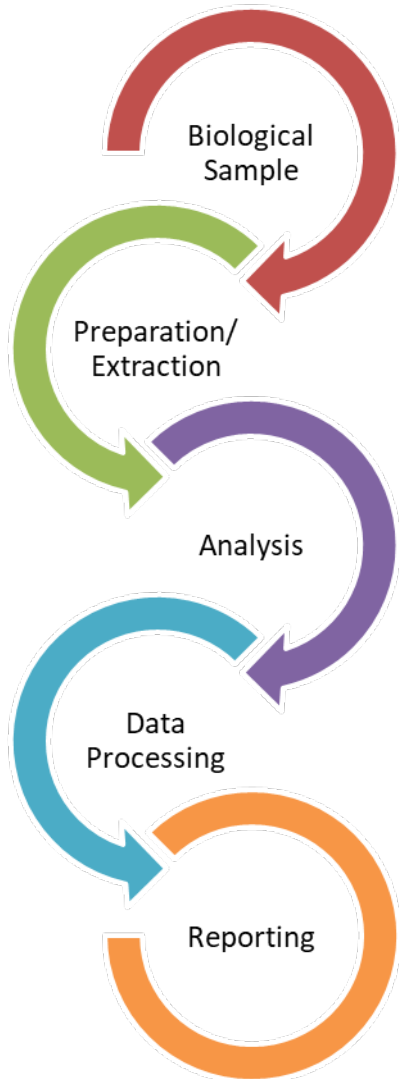 Biological
Sample
Preparation/
Extraction
Analysis
Data
Processing
Reporting